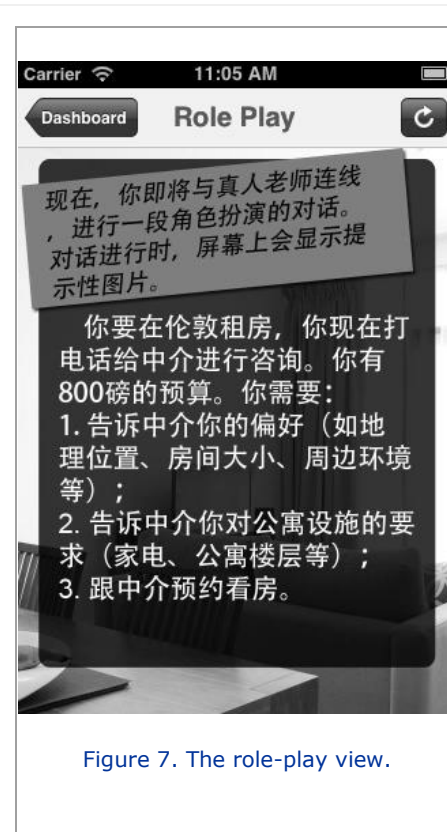 Carrier 11:05 AM
Dashboard Role Play
现在，你即将与真人老师连线
，进行一段角色扮演的对话。
对话进行时，屏幕上会显示提
示性图片。
你要在伦敦租房，你现在打
电话给中介进行咨询。你有
800磅的预算。你需要：
1. 告诉中介你的偏好（如地
理位置、房间大小、周边环境
等）；
2. 告诉中介你对公寓设施的要
求（家电、公寓楼层等）；
3. 跟中介预约看房。
Figure 7. The role-play view.